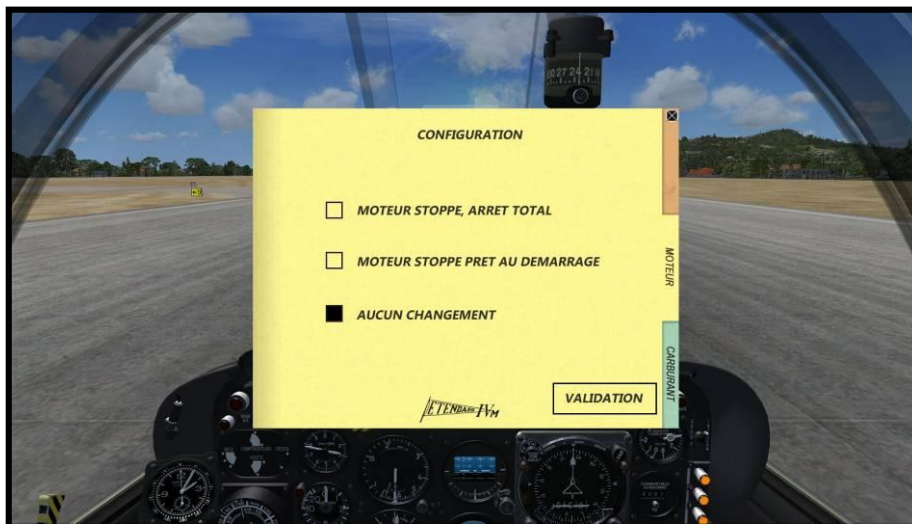 CONFIGURATION
MOTEUR STOPPE, ARRET TOTAL
MOTEUR STOPPE PRET AU DEMARRAGE
AUCUN CHANGEMENT
MOTEUR
CARBURANT
VALIDATION
ETENDARD IVM